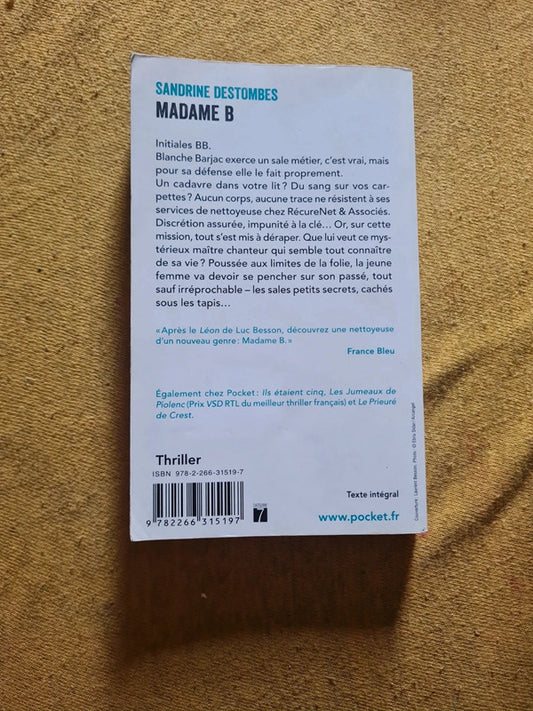 SANDRINE DESTOMBES
MADAME B
Initiales BB.
Blanche Barjac exerce un sale métier, c'est vrai, mais
pour sa défense elle le fait proprement.
Un cadavre dans votre lit ? Du sang sur vos car-
pettes ? Aucun corps, aucune trace ne résistent à ses
services de nettoyeuse chez RécureNet & Associés.
Discrétion assurée, impunité à la clé... Or, sur cette
mission, tout s'est mis à déraper. Que lui veut ce mys-
térieux maître chanteur qui semble tout connaître
de sa vie ? Poussée aux limites de la folie, la jeune
femme va devoir se pencher sur son passé, tout
sauf irréprochable – les sales petits secrets, cachés
sous les tapis...
« Après le Léon de Luc Besson, découvrez une nettoyeuse
d'un nouveau genre : Madame B. »
France Bleu
Également chez Pocket : Ils étaient cinq, Les Jumeaux de
Piolenc (Prix VSD RTL du meilleur thriller français) et Le Prieuré
de Crest.
Thriller
ISBN 978-2-266-31519-7
9 782266 315197
7
Texte intégral
www.pocket.fr
Couverture : Laurent Besson. Photo : ©